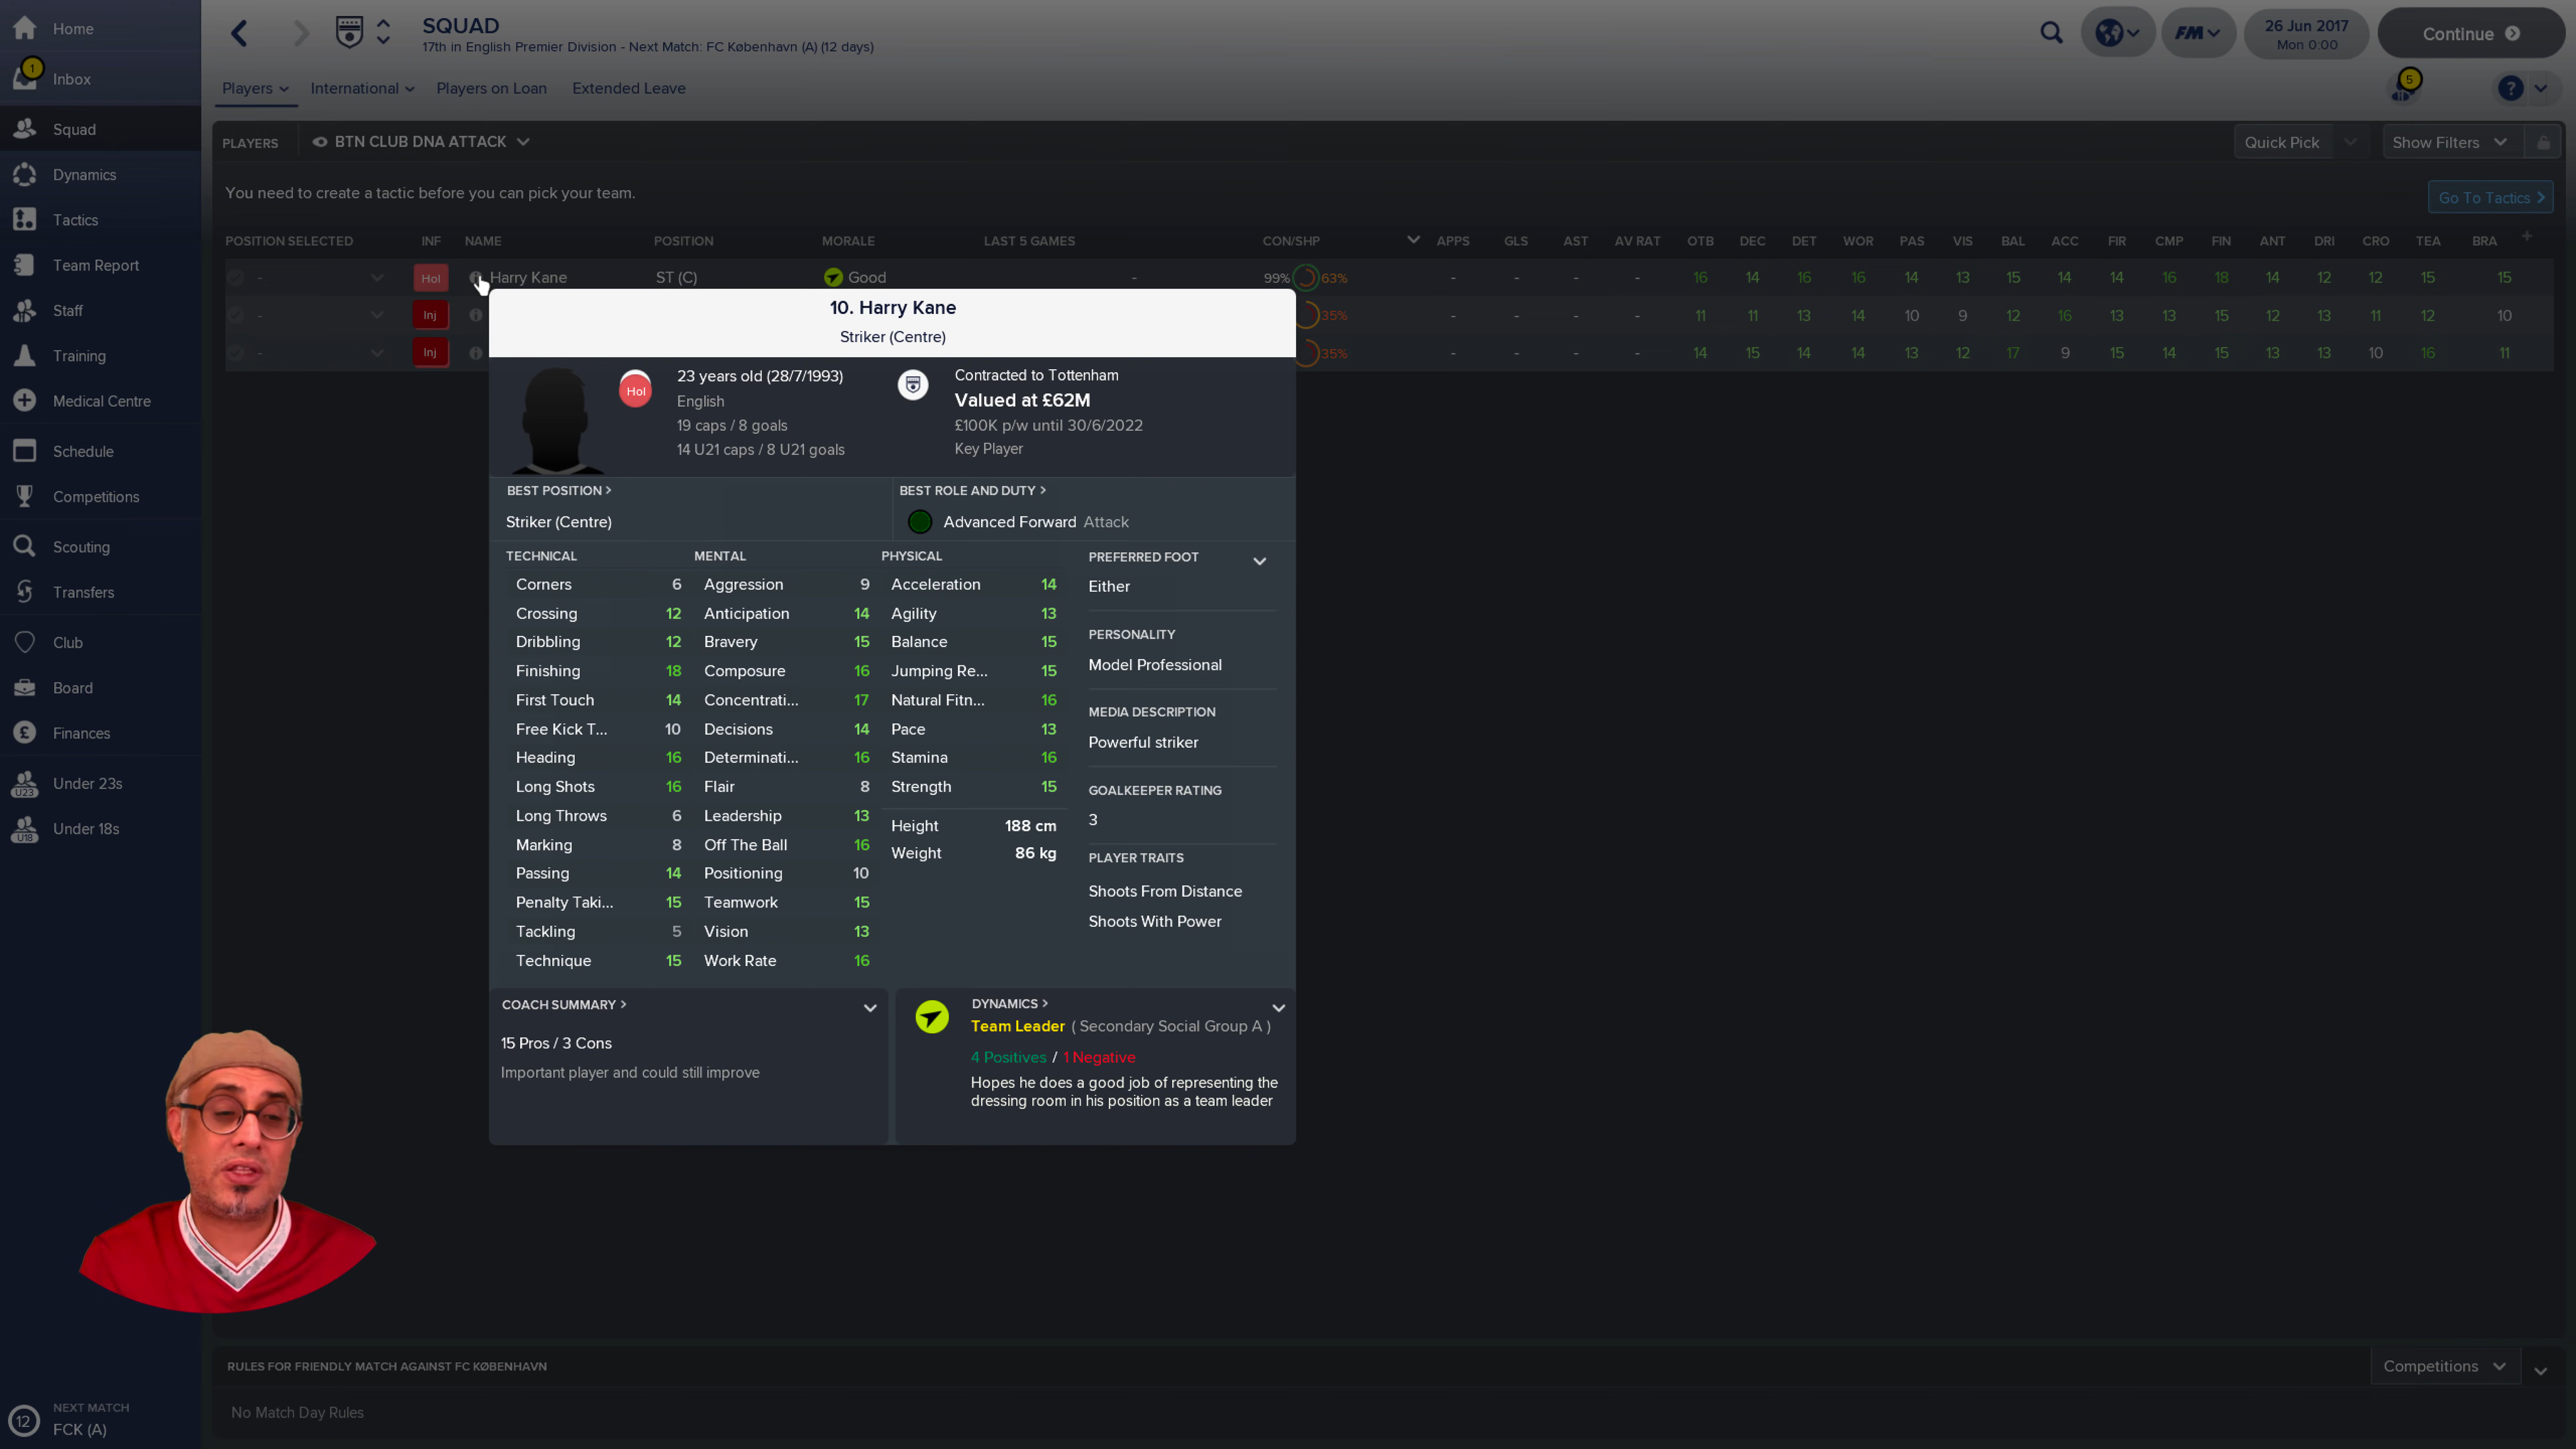 Home
1
Inbox
Squad
Dynamics
Tactics
Team Report
Staff
Training
Medical Centre
Schedule
Competitions
Scouting
Transfers
Club
Board
Finances
U23
Under 23s
U18
Under 18s
12
NEXT MATCH
FCK (A)
SQUAD
17th in English Premier Division - Next Match: FC København (A) (12 days)
FM
26 Jun 2017
Mon 0:00
Continue
Players
International
Players on Loan
Extended Leave
5
?
PLAYERS
BTN CLUB DNA ATTACK
Quick Pick
Show Filters
You need to create a tactic before you can pick your team.
Go To Tactics
POSITION SELECTED INF NAME POSITION MORALE LAST 5 GAMES CON/SHP APPS GLS AST AV RAT OTB DEC DET WOR PAS VIS BAL ACC FIR CMP FIN ANT DRI CRO TEA BRA +
- Hol Harry Kane ST (C) Good - 99% 63% - - - - 16 14 16 16 14 13 15 14 14 16 18 14 12 12 15 15
- Inj 35% - - - - 11 11 13 14 10 9 12 16 13 13 15 12 13 11 12 10
- Inj 35% - - - - 14 15 14 14 13 12 17 9 15 14 15 13 13 10 16 11
10. Harry Kane
Striker (Centre)
Hol
23 years old (28/7/1993)
English
19 caps / 8 goals
14 U21 caps / 8 U21 goals
Contracted to Tottenham
Valued at £62M
£100K p/w until 30/6/2022
Key Player
BEST POSITION >
Striker (Centre)
BEST ROLE AND DUTY >
Advanced Forward Attack
TECHNICAL
Corners 6
Crossing 12
Dribbling 12
Finishing 18
First Touch 14
Free Kick T... 10
Heading 16
Long Shots 16
Long Throws 6
Marking 8
Passing 14
Penalty Taki... 15
Tackling 5
Technique 15
MENTAL
Aggression 9
Anticipation 14
Bravery 15
Composure 16
Concentrati... 17
Decisions 14
Determinati... 16
Flair 8
Leadership 13
Off The Ball 16
Positioning 10
Teamwork 15
Vision 13
Work Rate 16
PHYSICAL
Acceleration 14
Agility 13
Balance 15
Jumping Re... 15
Natural Fitn... 16
Pace 13
Stamina 16
Strength 15
Height 188 cm
Weight 86 kg
PREFERRED FOOT
Either
PERSONALITY
Model Professional
MEDIA DESCRIPTION
Powerful striker
GOALKEEPER RATING
3
PLAYER TRAITS
Shoots From Distance
Shoots With Power
COACH SUMMARY >
15 Pros / 3 Cons
Important player and could still improve
DYNAMICS >
Team Leader ( Secondary Social Group A )
4 Positives / 1 Negative
Hopes he does a good job of representing the
dressing room in his position as a team leader
RULES FOR FRIENDLY MATCH AGAINST FC KØBENHAVN
Competitions
No Match Day Rules